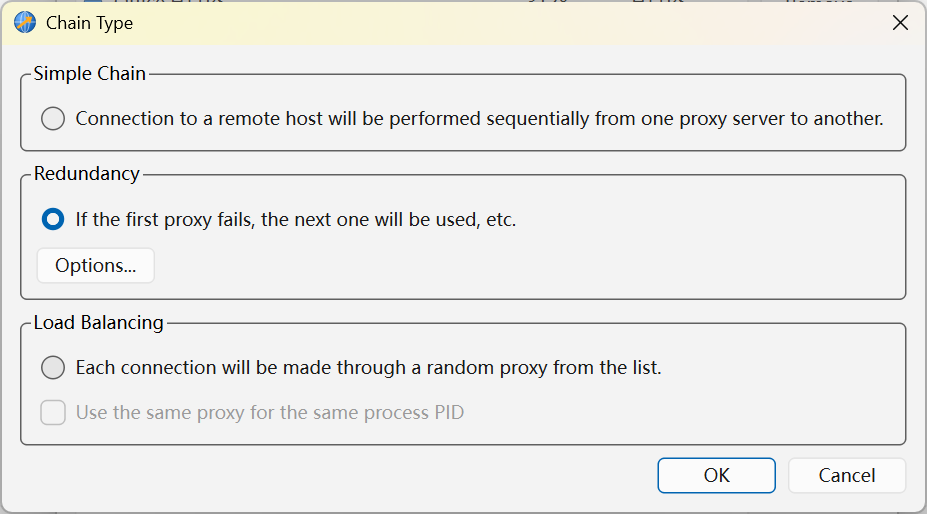 Chain Type
Simple Chain
Connection to a remote host will be performed sequentially from one proxy server to another.
Redundancy
If the first proxy fails, the next one will be used, etc.
Options...
Load Balancing
Each connection will be made through a random proxy from the list.
Use the same proxy for the same process PID
OK Cancel